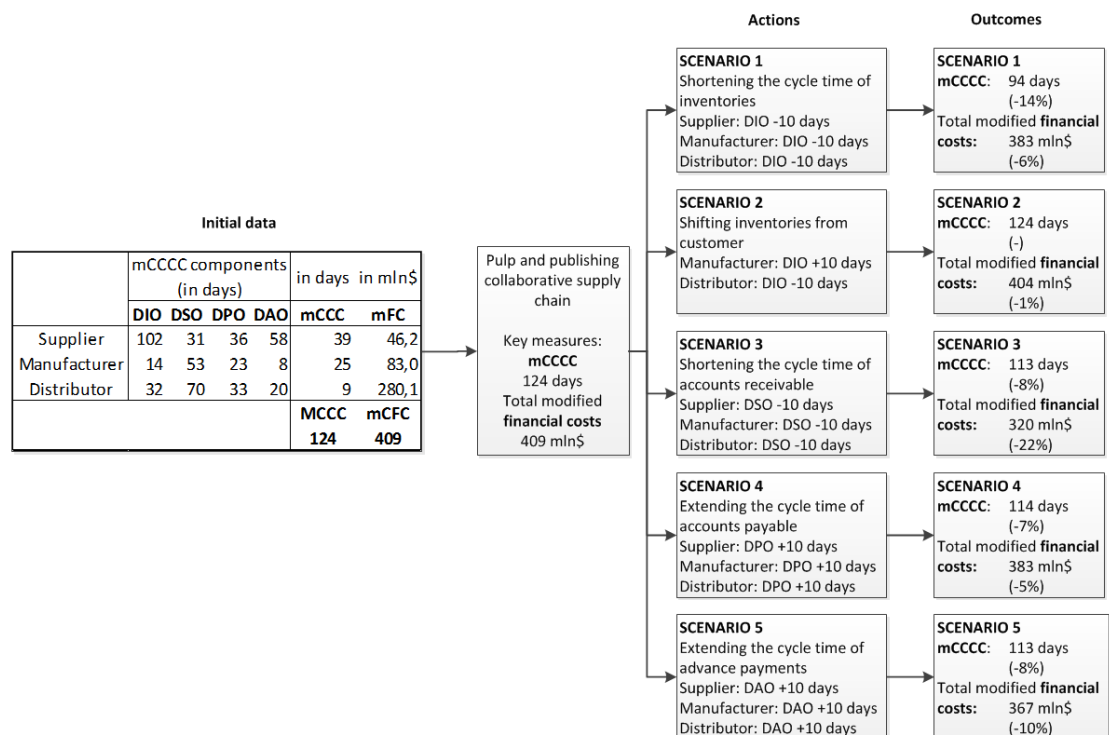 Initial data
mCCCC components
(in days)
in days in mln$
DIO DSO DPO DAO mCCC mFC
Supplier 102 31 36 58 39 46,2
Manufacturer 14 53 23 8 25 83,0
Distributor 32 70 33 20 9 280,1
MCCC mCFC
124 409
Pulp and publishing
collaborative supply
chain
Key measures:
mCCCC
124 days
Total modified
financial costs
409 mln$
Actions
SCENARIO 1
Shortening the cycle time of
inventories
Supplier: DIO -10 days
Manufacturer: DIO -10 days
Distributor: DIO -10 days
SCENARIO 2
Shifting inventories from
customer
Manufacturer: DIO +10 days
Distributor: DIO -10 days
SCENARIO 3
Shortening the cycle time of
accounts receivable
Supplier: DSO -10 days
Manufacturer: DSO -10 days
Distributor: DSO -10 days
SCENARIO 4
Extending the cycle time of
accounts payable
Supplier: DPO +10 days
Manufacturer: DPO +10 days
Distributor: DPO +10 days
SCENARIO 5
Extending the cycle time of
advance payments
Supplier: DAO +10 days
Manufacturer: DAO +10 days
Distributor: DAO +10 days
Outcomes
SCENARIO 1
mCCCC: 94 days
(-14%)
Total modified financial
costs: 383 mln$
(-6%)
SCENARIO 2
mCCCC: 124 days
(-)
Total modified financial
costs: 404 mln$
(-1%)
SCENARIO 3
mCCCC: 113 days
(-8%)
Total modified financial
costs: 320 mln$
(-22%)
SCENARIO 4
mCCCC: 114 days
(-7%)
Total modified financial
costs: 383 mln$
(-5%)
SCENARIO 5
mCCCC: 113 days
(-8%)
Total modified financial
costs: 367 mln$
(-10%)